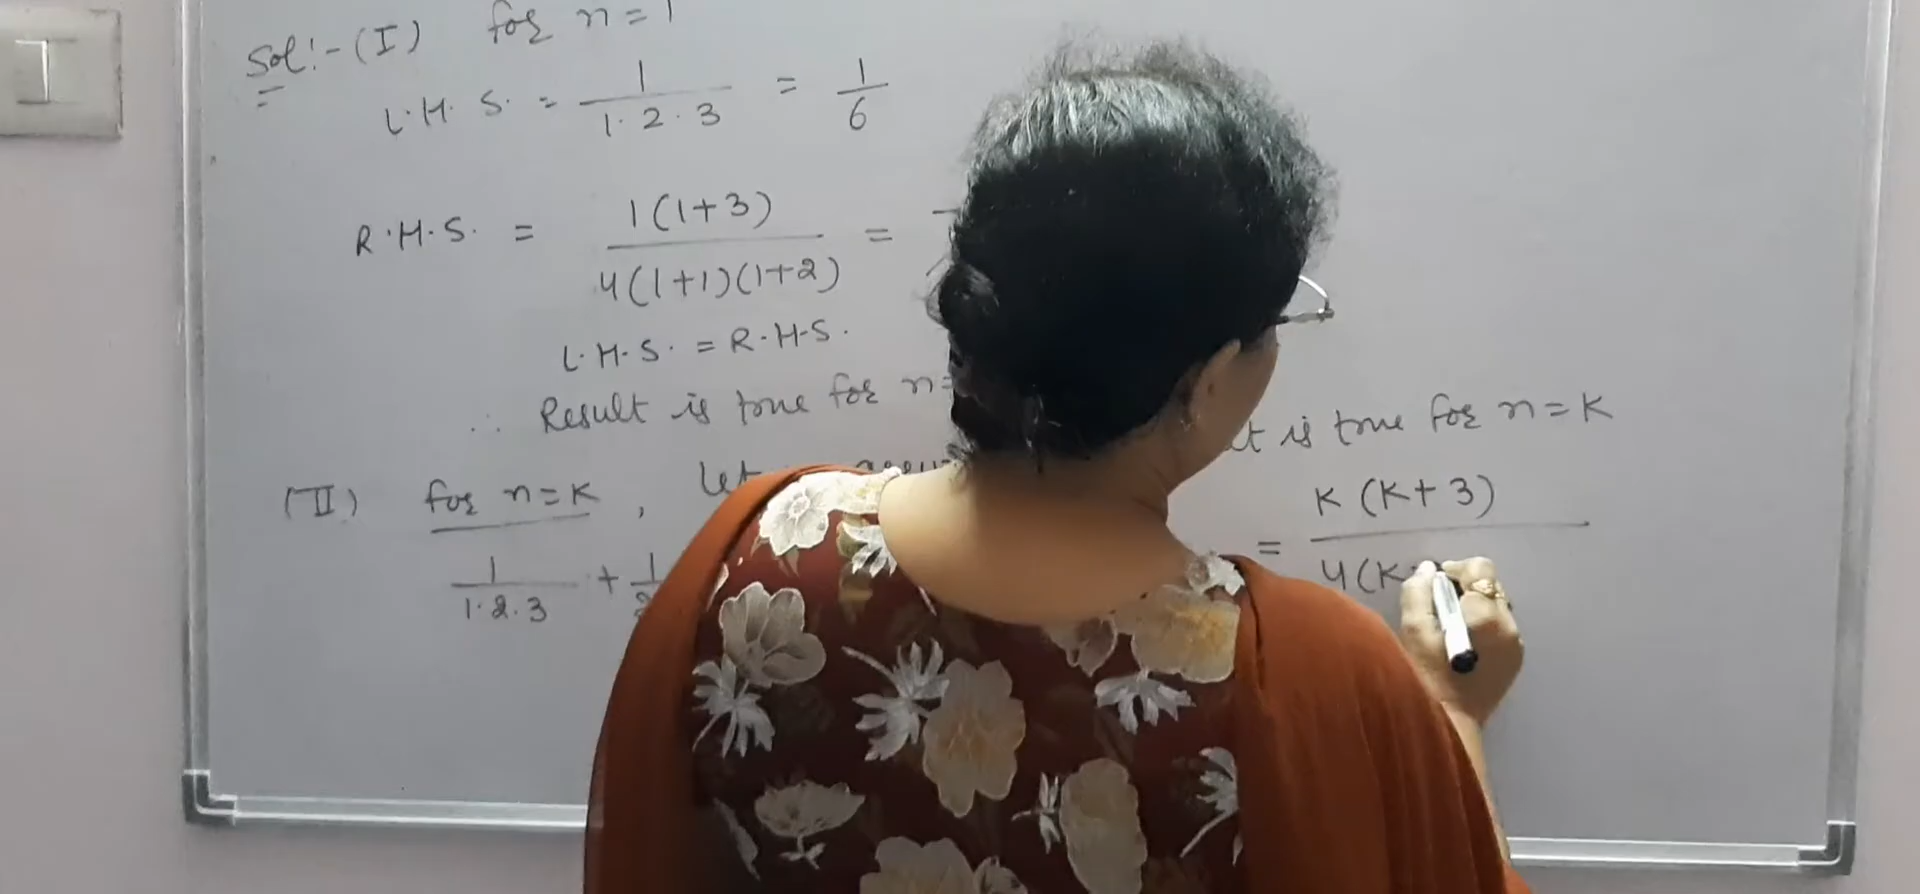 Sol:- (I) for n=1
L.H.S. = 1/1.2.3 = 1/6
R.H.S. = 1(1+3)/4(1+1)(1+2) =
L.H.S. = R.H.S.
∴ Result is true for n=
(II) for n=K, Let is true for n=K
1/1.2.3 + 1/ = K(K+3)/4(K